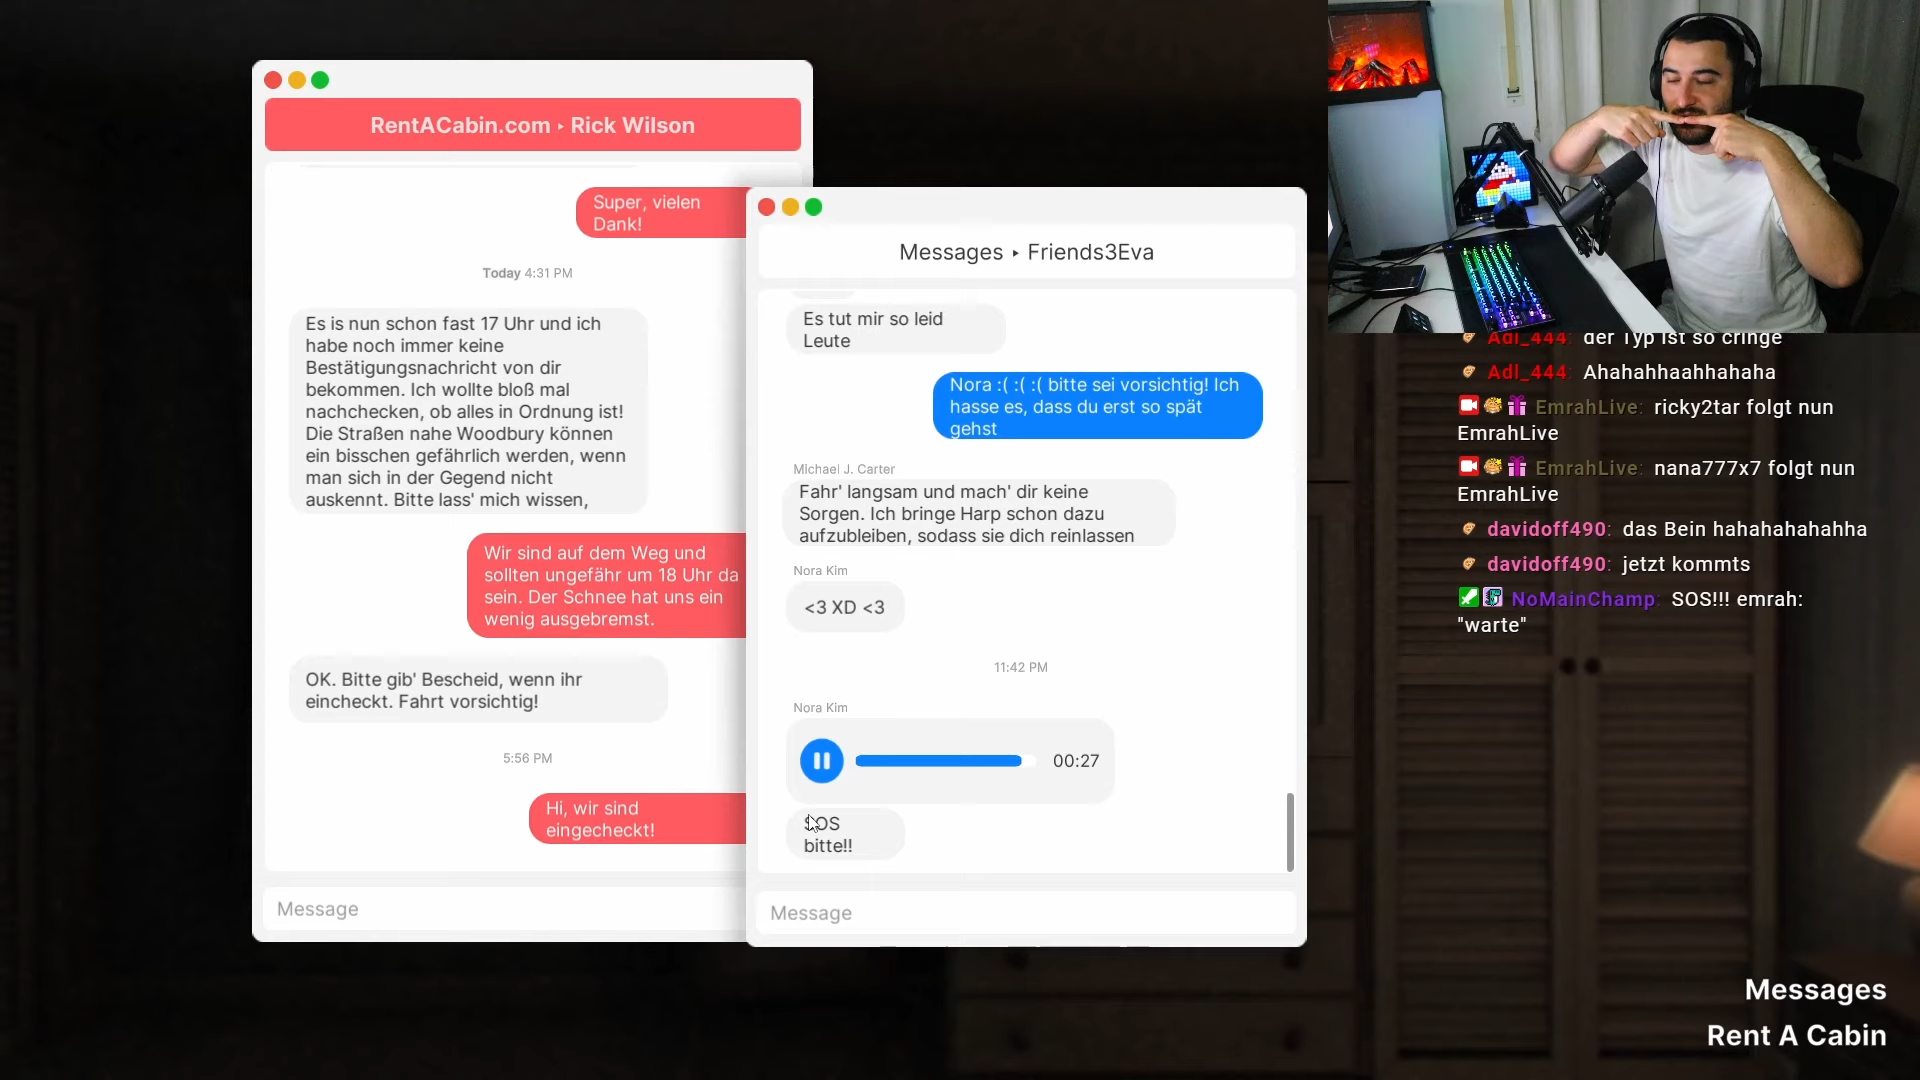 RentACabin.com ▸ Rick Wilson
Super, vielen
Dank!
Today 4:31 PM
Es is nun schon fast 17 Uhr und ich
habe noch immer keine
Bestätigungsnachricht von dir
bekommen. Ich wollte bloß mal
nachchecken, ob alles in Ordnung ist!
Die Straßen nahe Woodbury können
ein bisschen gefährlich werden, wenn
man sich in der Gegend nicht
auskennt. Bitte lass' mich wissen,
Wir sind auf dem Weg und
sollten ungefähr um 18 Uhr da
sein. Der Schnee hat uns ein
wenig ausgebremst.
OK. Bitte gib' Bescheid, wenn ihr
eincheckt. Fahrt vorsichtig!
5:56 PM
Hi, wir sind
eingecheckt!
Message
Messages ▸ Friends3Eva
Es tut mir so leid
Leute
Nora :( :( :( bitte sei vorsichtig! Ich
hasse es, dass du erst so spät
gehst
Michael J. Carter
Fahr' langsam und mach' dir keine
Sorgen. Ich bringe Harp schon dazu
aufzubleiben, sodass sie dich reinlassen
Nora Kim
<3 XD <3
11:42 PM
Nora Kim
00:27
SOS
bitte!!
Message
Adl_444: der Typ ist so cringe
Adl_444: Ahahahhaahhahaha
EmrahLive: ricky2tar folgt nun
EmrahLive
EmrahLive: nana777x7 folgt nun
EmrahLive
davidoff490: das Bein hahahahahahha
davidoff490: jetzt kommts
NoMainChamp: SOS!!! emrah:
"warte"
Messages
Rent A Cabin